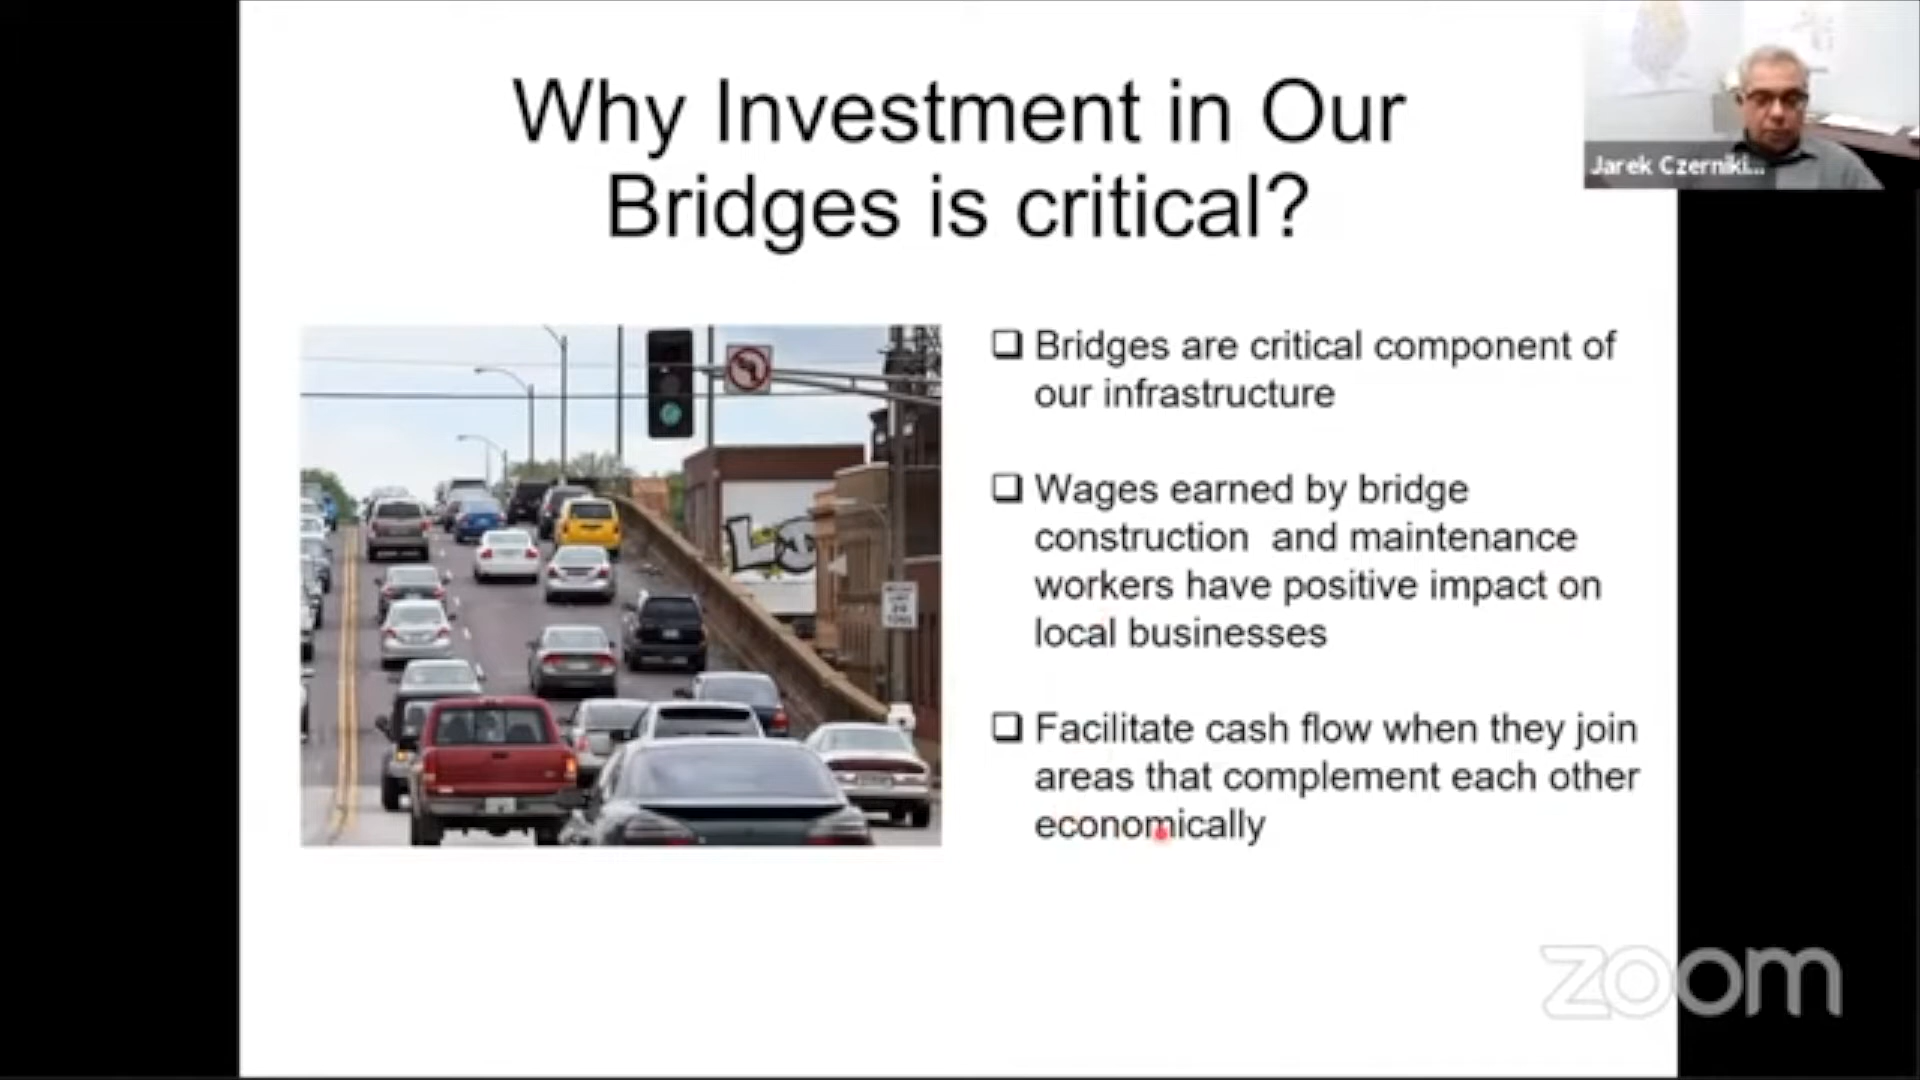 Why Investment in Our
Bridges is critical?
Jarek Czerniki...
❑ Bridges are critical component of
our infrastructure
❑ Wages earned by bridge
construction and maintenance
workers have positive impact on
local businesses
❑ Facilitate cash flow when they join
areas that complement each other
economically
zoom